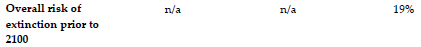 Overall risk of n/a n/a 19%
extinction prior to
2100